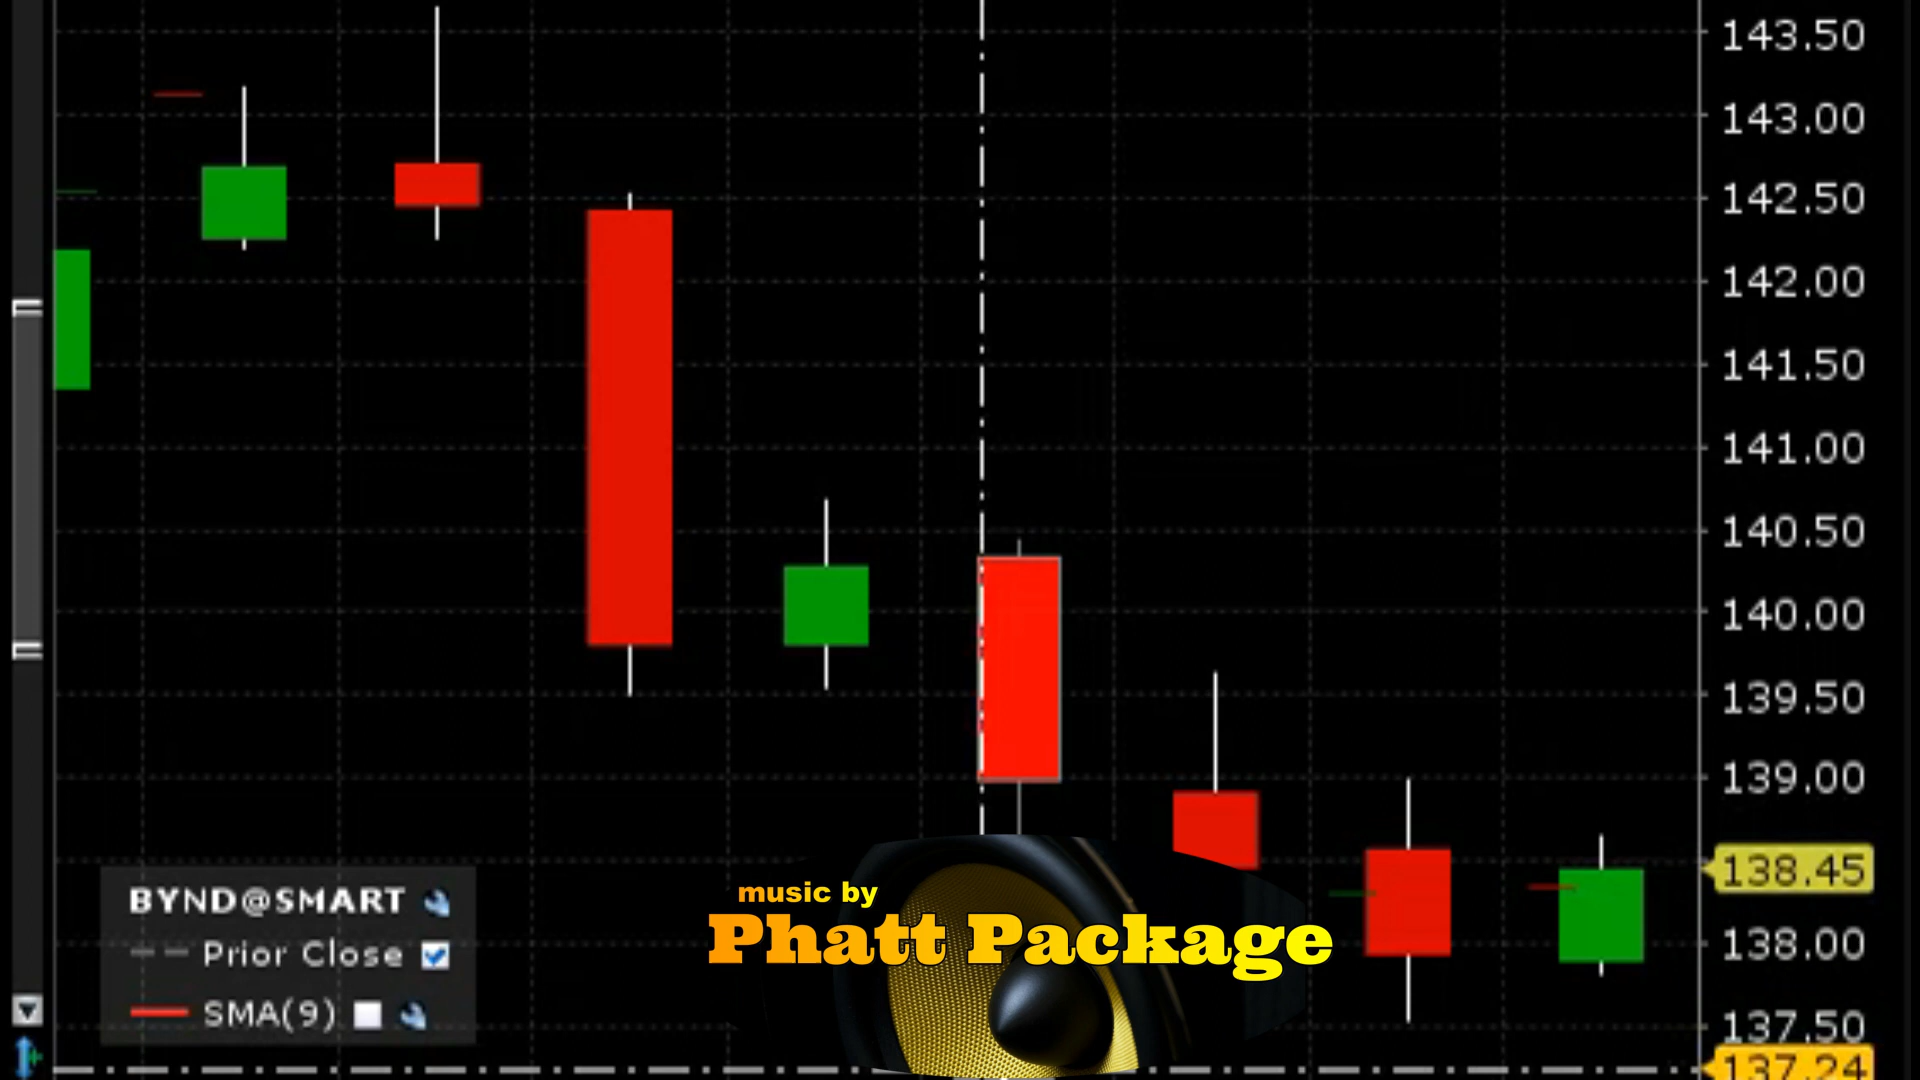 143.50
143.00
142.50
142.00
141.50
141.00
140.50
140.00
139.50
139.00
138.45
138.00
137.50
137.24
BYND@SMART
Prior Close
SMA(9)
music by
Phatt Package